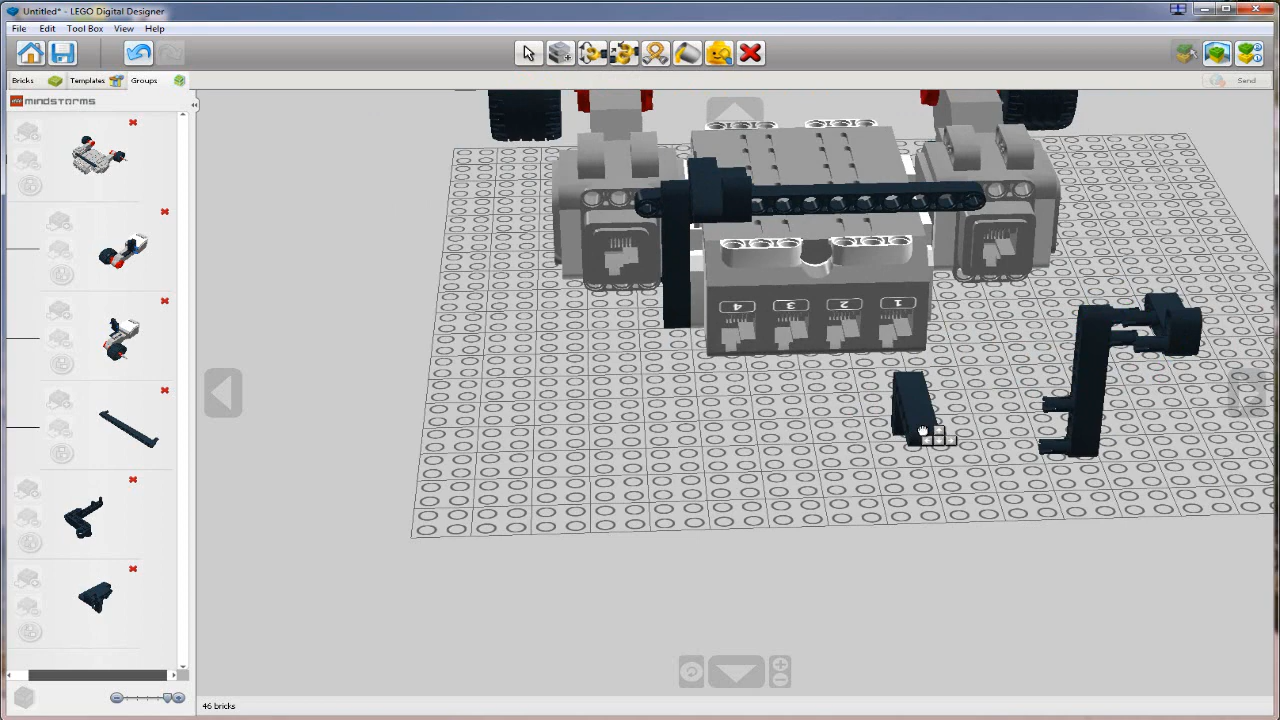 Untitled* - LEGO Digital Designer
File Edit Tool Box View Help
Bricks Templates Groups
Send
mindstorms
4 3 2 1
46 bricks